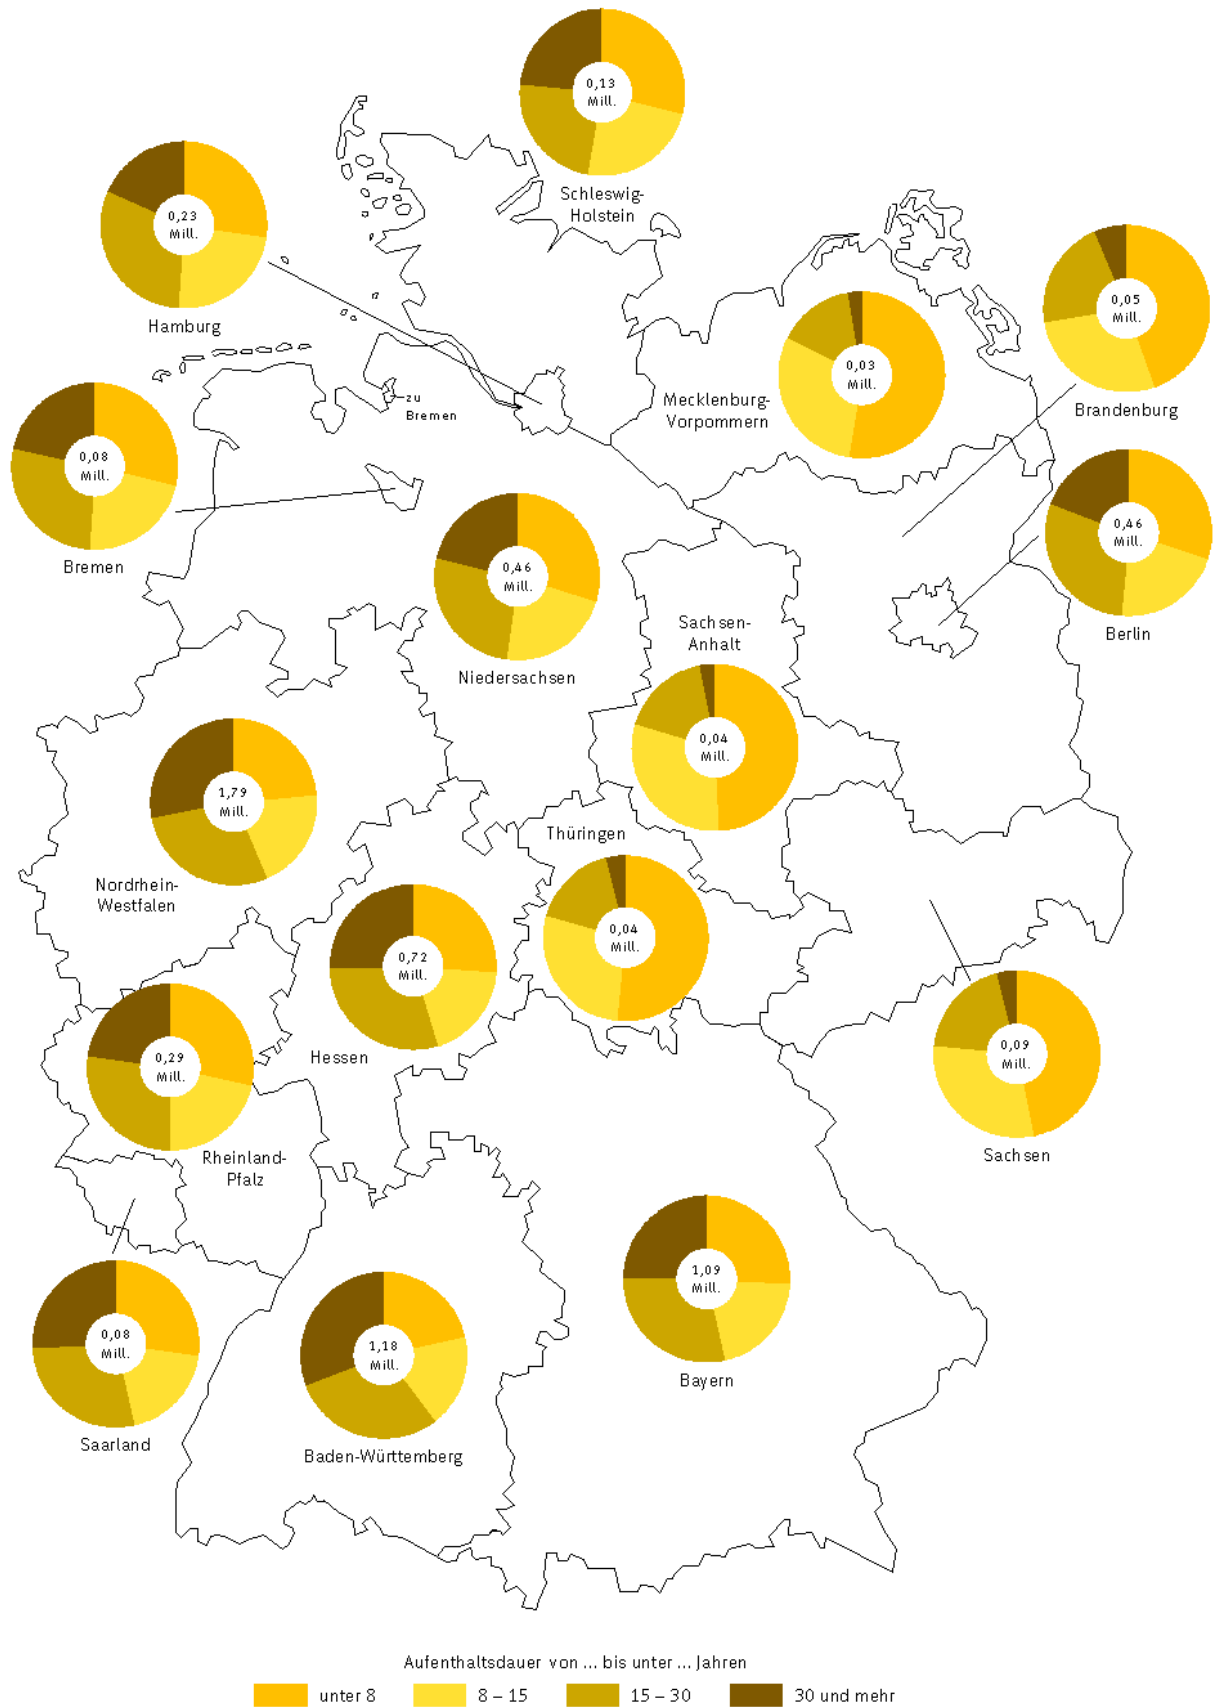 0,13
Mill.
Schleswig-
Holstein
0,23
Mill.
Hamburg
0,05
Mill.
Brandenburg
0,03
Mill.
Mecklenburg-
Vorpommern
zu
Bremen
0,08
Mill.
Bremen
0,46
Mill.
Berlin
0,46
Mill.
Niedersachsen
Sachsen-
Anhalt
0,04
Mill.
1,79
Mill.
Nordrhein-
Westfalen
Thüringen
0,04
Mill.
0,72
Mill.
Hessen
0,09
Mill.
Sachsen
0,29
Mill.
Rheinland-
Pfalz
1,09
Mill.
Bayern
0,08
Mill.
Saarland
1,18
Mill.
Baden-Württemberg
Aufenthaltsdauer von ... bis unter ... Jahren
unter 8
8 – 15
15 – 30
30 und mehr